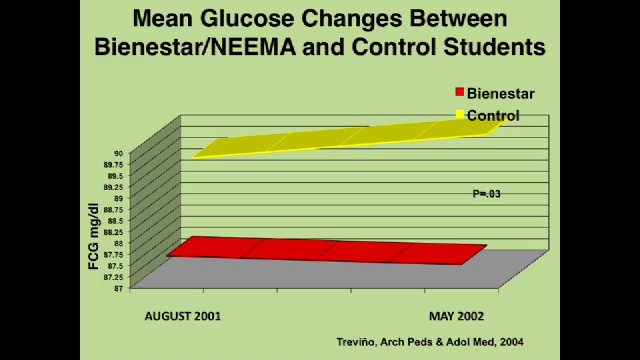 Mean Glucose Changes Between
Bienestar/NEEMA and Control Students
Bienestar
Control
90
89.75
89.5
89.25
89
88.75
88.5
88.25
88
87.75
87.5
87.25
87
FCG mg/dl
P=.03
AUGUST 2001
MAY 2002
Treviño, Arch Peds & Adol Med, 2004